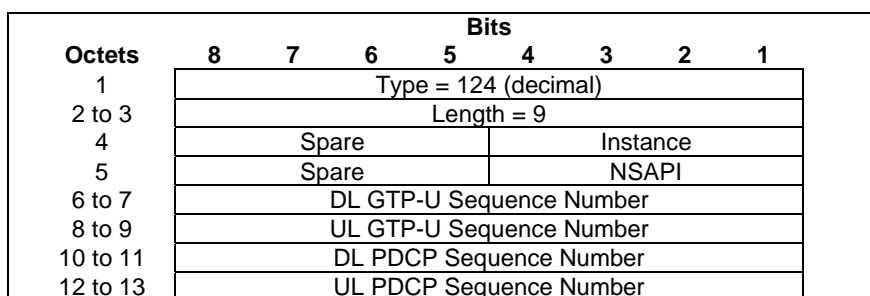 Bits
Octets 8 7 6 5 4 3 2 1
1 Type = 124 (decimal)
2 to 3 Length = 9
4 Spare Instance
5 Spare NSAPI
6 to 7 DL GTP-U Sequence Number
8 to 9 UL GTP-U Sequence Number
10 to 11 DL PDCP Sequence Number
12 to 13 UL PDCP Sequence Number